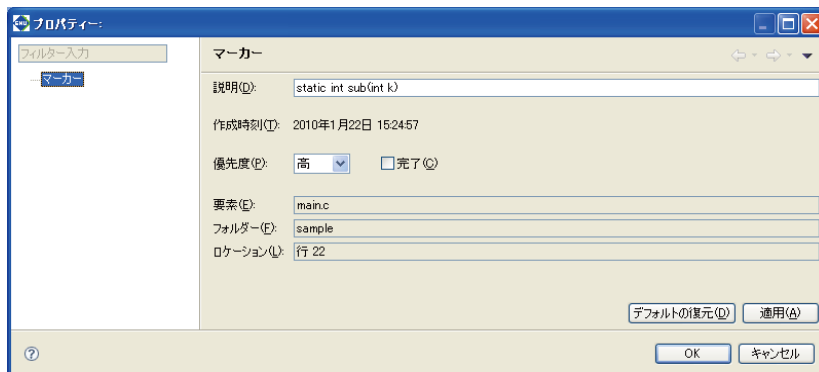 プロパティー:
フィルター入力
マーカー
マーカー
説明(D): static int sub(int k)
作成時刻(T): 2010年1月22日 15:24:57
優先度(P): 高 完了(C)
要素(E): main.c
フォルダー(F): sample
ロケーション(L): 行 22
デフォルトの復元(D) 適用(A)
OK キャンセル